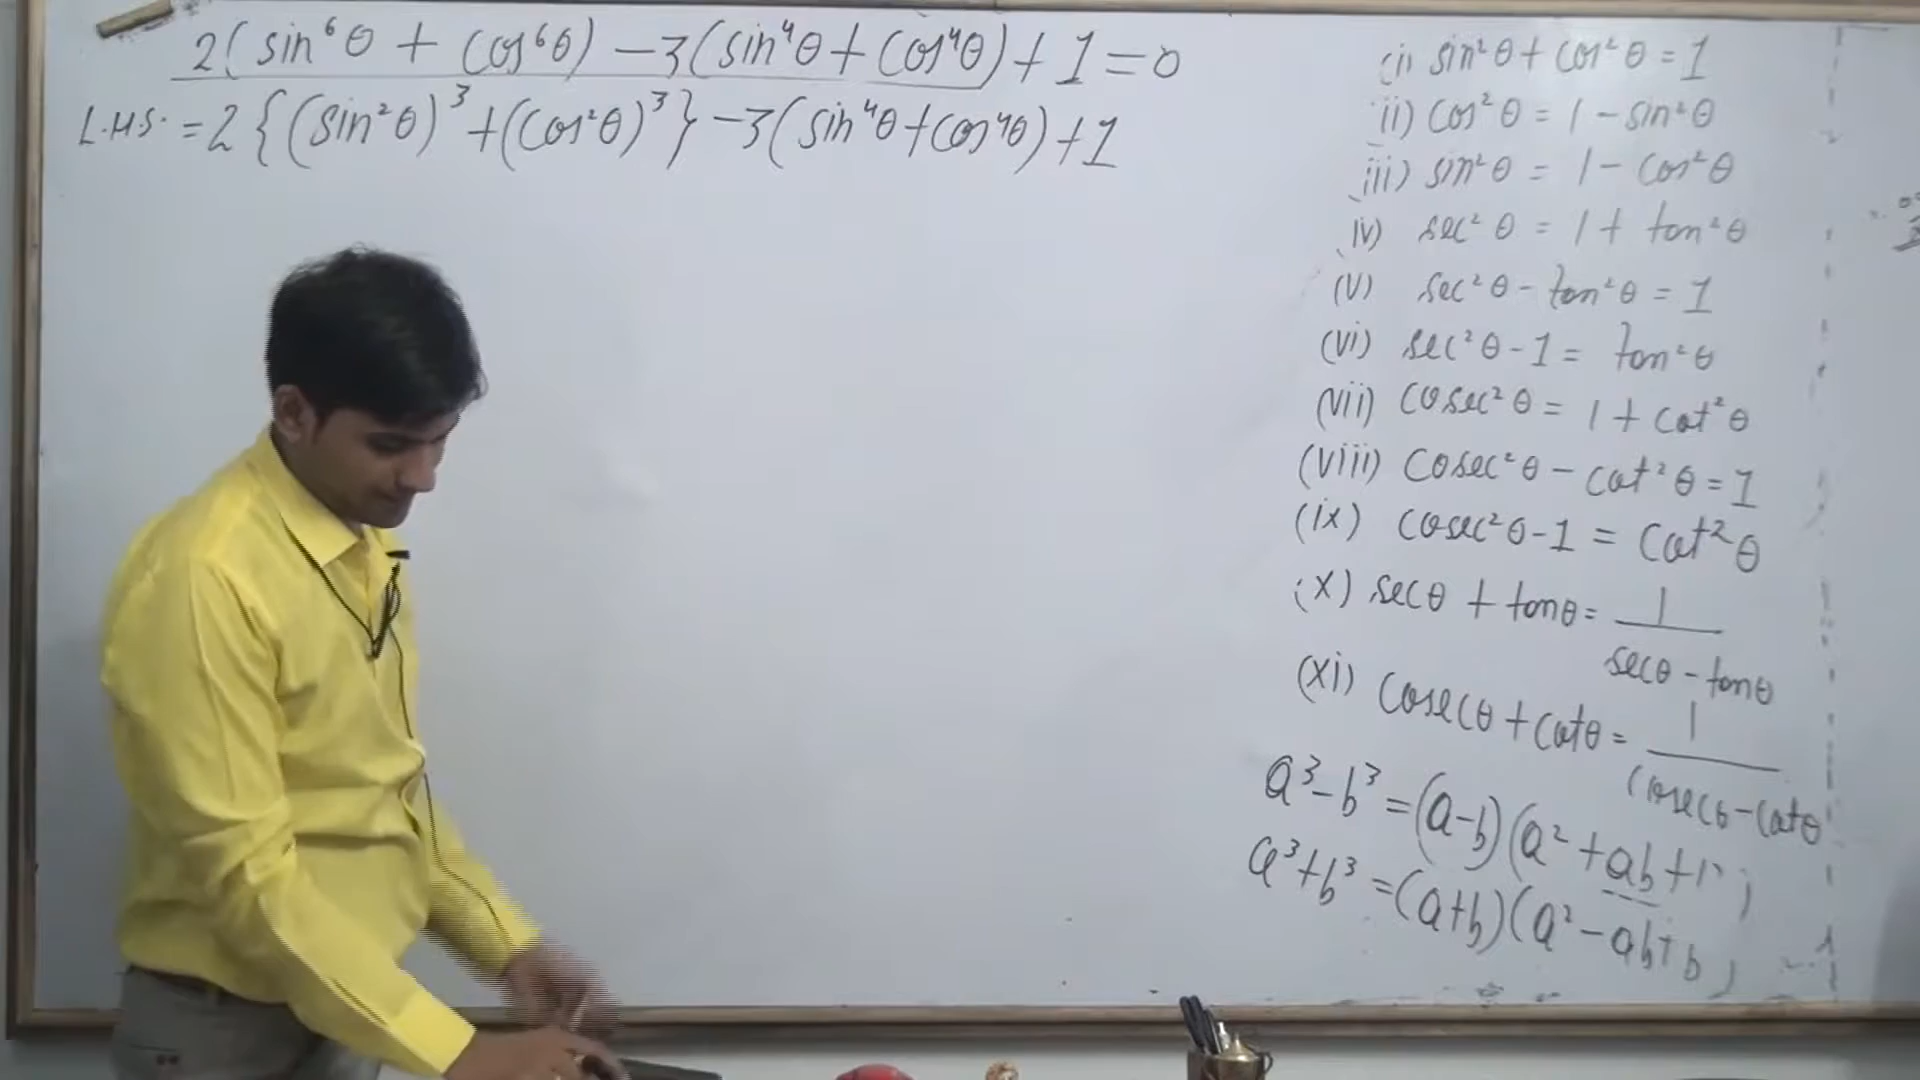 2(sin⁶θ + cos⁶θ) – 3(sin⁴θ + cos⁴θ) + 1 = 0
L.H.S. = 2{(sin²θ)³ + (cos²θ)³} – 3(sin⁴θ + cos⁴θ) + 1
(i) sin²θ + cos²θ = 1
ii) cos²θ = 1 – sin²θ
iii) sin²θ = 1 – cos²θ
iv) sec²θ = 1 + tan²θ
(v) sec²θ – tan²θ = 1
(vi) sec²θ – 1 = tan²θ
(vii) cosec²θ = 1 + cot²θ
(viii) cosec²θ – cot²θ = 1
(ix) cosec²θ – 1 = cot²θ
(x) secθ + tanθ = 1
secθ – tanθ
(xi) cosecθ + cotθ = 1
cosecθ – cotθ
a³ – b³ = (a–b)(a² + ab +
a³ + b³ = (a+b)(a² – ab + b